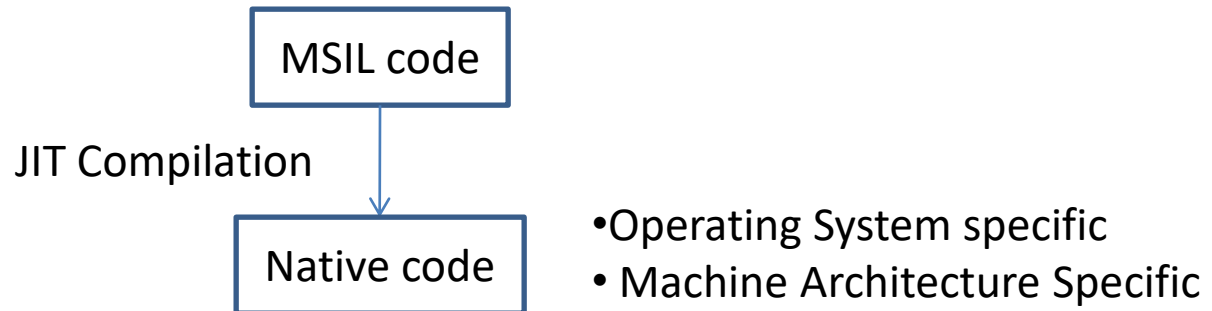 MSIL code
JIT Compilation
Native code
•Operating System specific
• Machine Architecture Specific